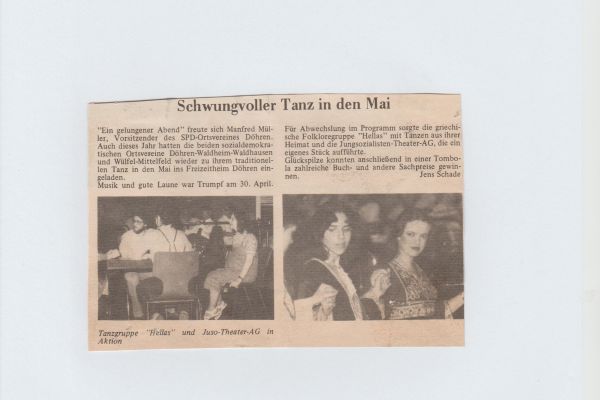 Schwungvoller Tanz in den Mai
"Ein gelungener Abend" freute sich Manfred Mül-
ler, Vorsitzender des SPD-Ortsvereines Döhren.
Auch dieses Jahr hatten die beiden sozialdemokra-
tischen Ortsvereine Döhren-Waldheim-Waldhausen
und Wülfel-Mittelfeld wieder zu ihrem traditionel-
len Tanz in den Mai ins Freizeitheim Döhren ein-
geladen.
Musik und gute Laune war Trumpf am 30. April.
Für Abwechslung im Programm sorgte die griechi-
sche Folkloregruppe "Hellas" mit Tänzen aus ihrer
Heimat und die Jungsozialisten-Theater-AG, die ein
eigenes Stück aufführte.
Glückspilze konnten anschließend in einer Tombo-
la zahlreiche Buch- und andere Sachpreise gewin-
nen. Jens Schade
Tanzgruppe "Hellas" und Juso-Theater-AG in
Aktion